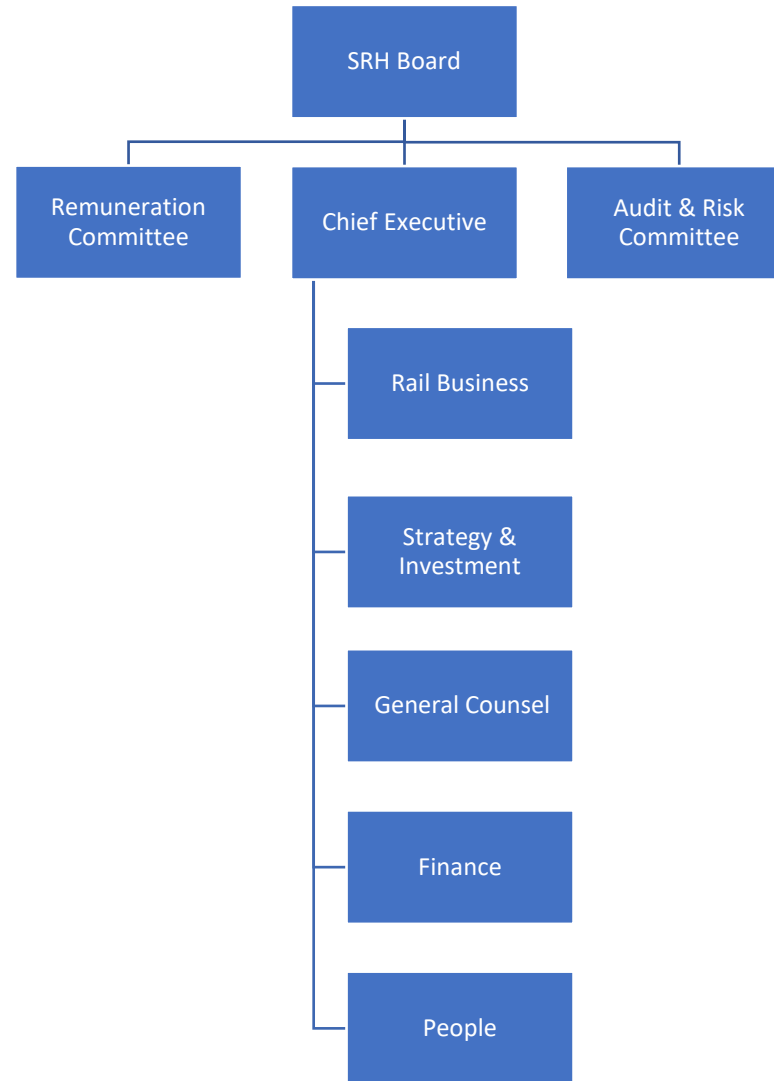 SRH Board
Remuneration
Committee
Chief Executive
Audit & Risk
Committee
Rail Business
Strategy &
Investment
General Counsel
Finance
People